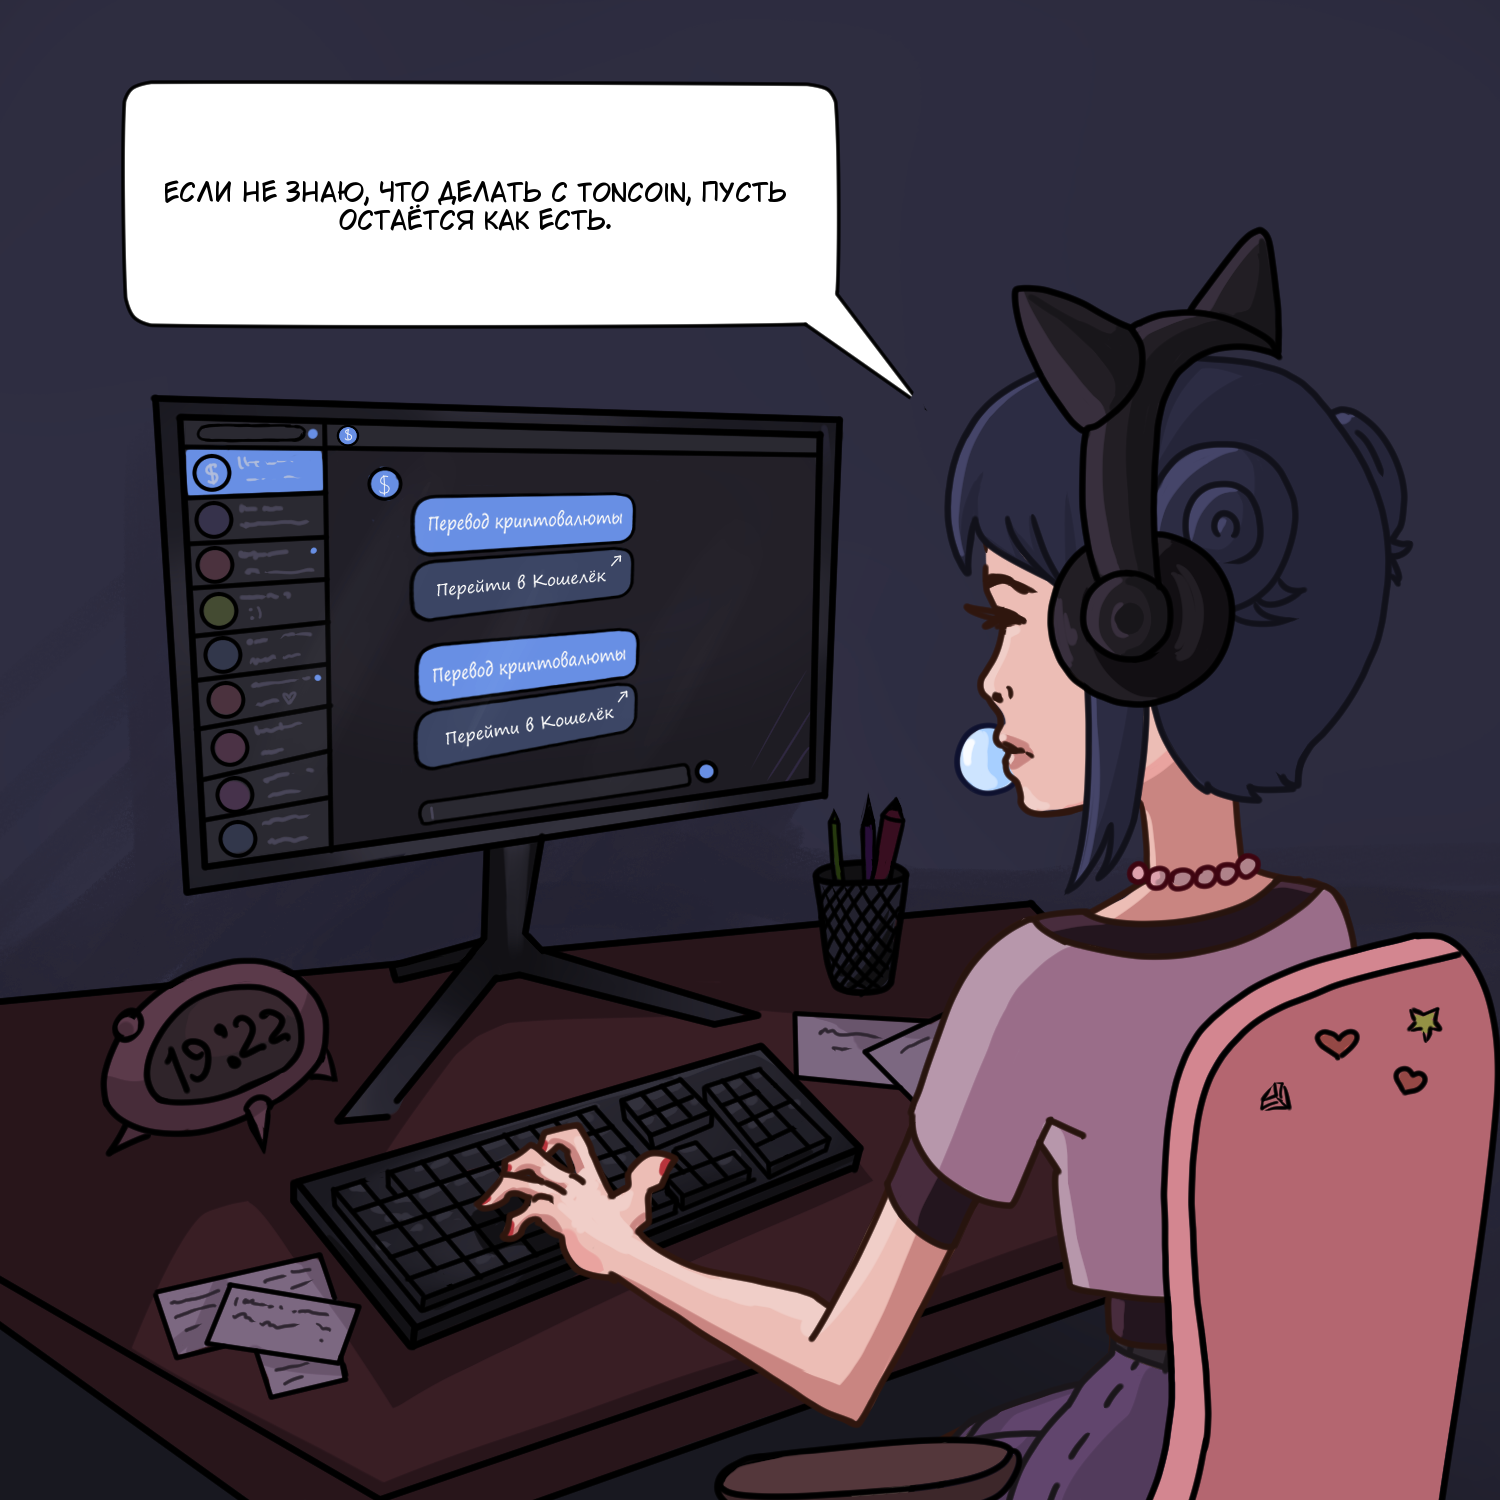 ЕСЛИ НЕ ЗНАЮ, ЧТО ДЕЛАТЬ С TONCOIN, ПУСТЬ
ОСТАЁТСЯ КАК ЕСТЬ.
$
$
$
Перевод криптовалюты
Перейти в Кошелёк
:)
Перевод криптовалюты
Перейти в Кошелёк
19:22